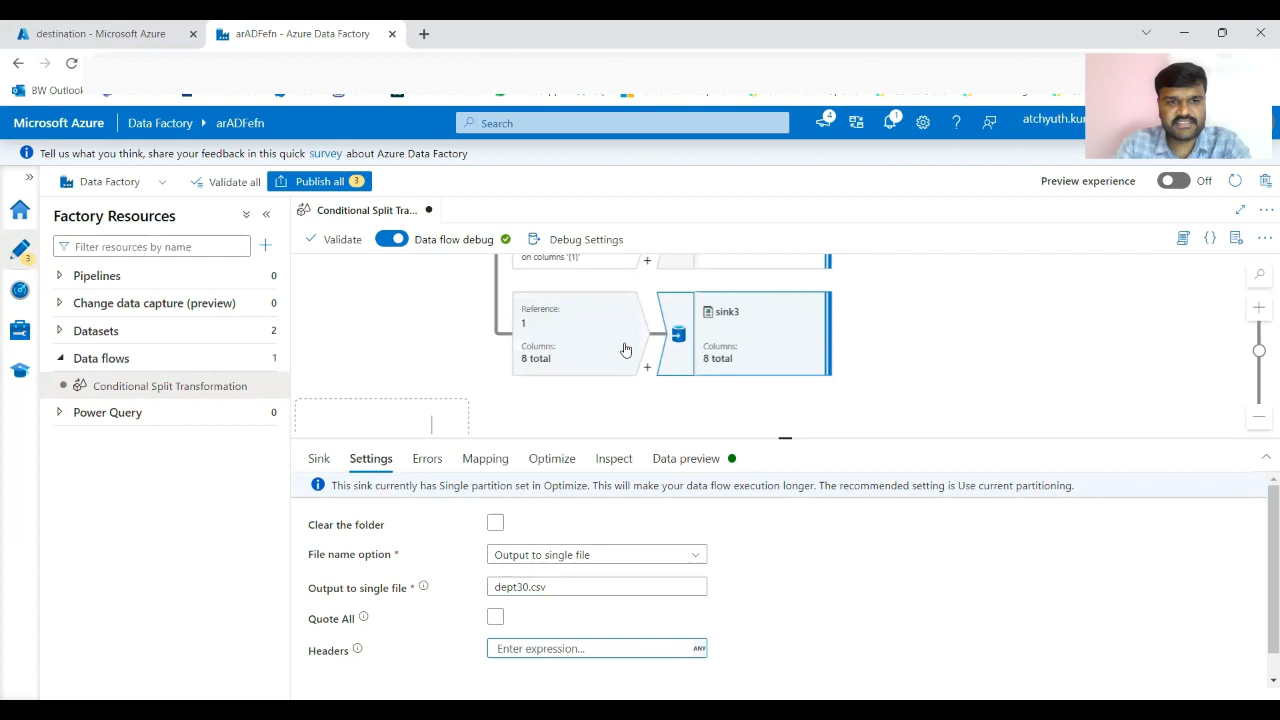 destination - Microsoft Azure
arADFefn - Azure Data Factory
BW Outlook
Microsoft Azure
Data Factory
arADFefn
Search
4
1
atchyuth.kur
Tell us what you think, share your feedback in this quick survey about Azure Data Factory
Data Factory
Validate all
Publish all 3
Preview experience
Off
Factory Resources
Conditional Split Tra...
Filter resources by name
Validate
Data flow debug
Debug Settings
3
Pipelines 0
Change data capture (preview) 0
Datasets 2
Data flows 1
Conditional Split Transformation
Power Query 0
on columns '{1}'
Reference:
1
Columns:
8 total
sink3
Columns:
8 total
Sink
Settings
Errors
Mapping
Optimize
Inspect
Data preview
This sink currently has Single partition set in Optimize. This will make your data flow execution longer. The recommended setting is Use current partitioning.
Clear the folder
File name option *
Output to single file
Output to single file *
dept30.csv
Quote All
Headers
Enter expression...
ANY